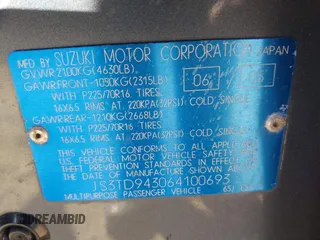 MFD BY SUZUKI MOTOR CORPORATION JAPAN
GVWR 2100KG(4630LB)
GAWR:FRONT-1050KG(2315LB)
WITH P225/70R16 TIRES,
16X6.5 RIMS AT 220KPA(32PSI) COLD SINGLE
GAWR:REAR-1210KG(2668LB)
WITH P225/70R16 TIRES,
16X6.5 RIMS AT 220KPA(32PSI) COLD SINGLE
THIS VEHICLE CONFORMS TO ALL APPLICABLE
U.S. FEDERAL MOTOR VEHICLE SAFETY AND
THEFT PREVENTION STANDARDS IN EFFECT ON
THE DATE OF MANUFACTURE SHOWN ABOVE.
JS3TD943064100693
MULTIPURPOSE PASSENGER VEHICLE 65J
DREAMBID